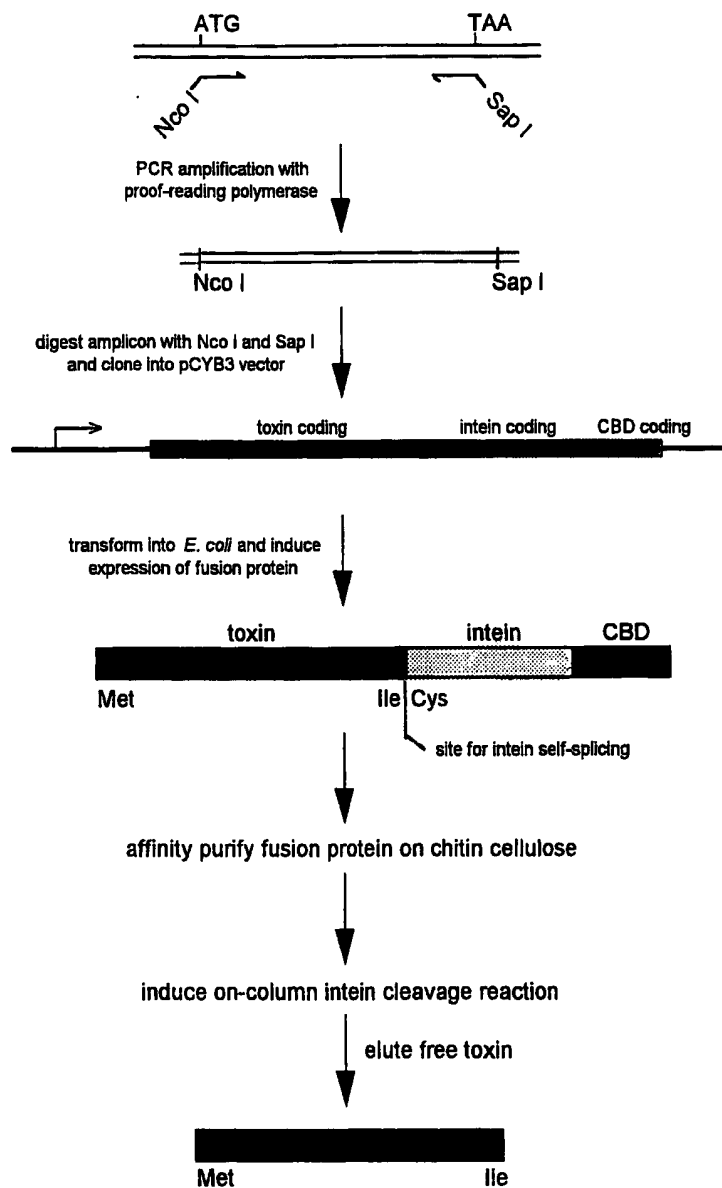 ATG TAA
Nco I Sap I
PCR amplification with
proof-reading polymerase
Nco I Sap I
digest amplicon with Nco I and Sap I
and clone into pCYB3 vector
toxin coding intein coding CBD coding
transform into E. coli and induce
expression of fusion protein
toxin intein CBD
Met Ile Cys
site for intein self-splicing
affinity purify fusion protein on chitin cellulose
induce on-column intein cleavage reaction
elute free toxin
Met Ile